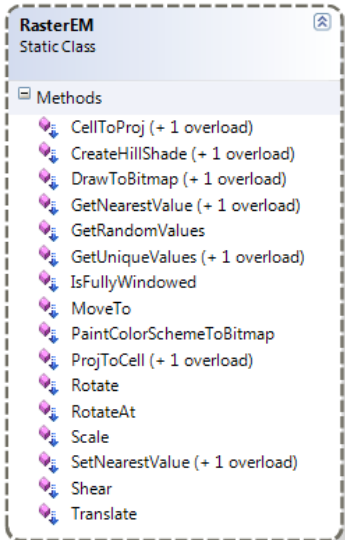 RasterEM
Static Class
Methods
CellToProj (+ 1 overload)
CreateHillShade (+ 1 overload)
DrawToBitmap (+ 1 overload)
GetNearestValue (+ 1 overload)
GetRandomValues
GetUniqueValues (+ 1 overload)
IsFullyWindowed
MoveTo
PaintColorSchemeToBitmap
ProjToCell (+ 1 overload)
Rotate
RotateAt
Scale
SetNearestValue (+ 1 overload)
Shear
Translate